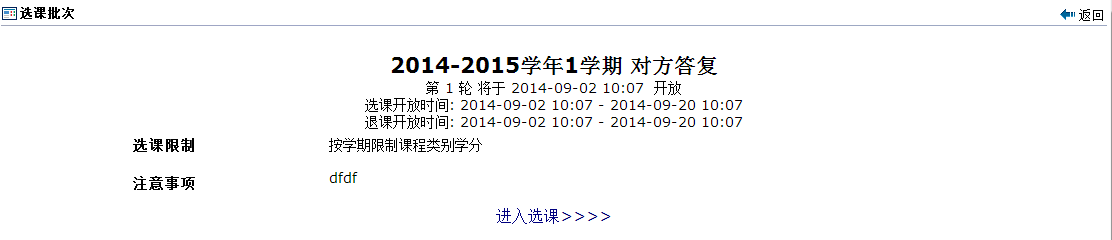 选课批次 返回
2014-2015学年1学期 对方答复
第 1 轮 将于 2014-09-02 10:07 开放
选课开放时间: 2014-09-02 10:07 - 2014-09-20 10:07
退课开放时间: 2014-09-02 10:07 - 2014-09-20 10:07
选课限制 按学期限制课程类别学分
注意事项 dfdf
进入选课>>>>